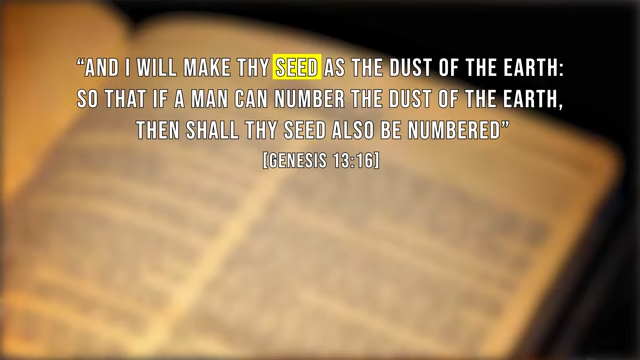 “AND I WILL MAKE THY SEED AS THE DUST OF THE EARTH:
SO THAT IF A MAN CAN NUMBER THE DUST OF THE EARTH,
THEN SHALL THY SEED ALSO BE NUMBERED”
[GENESIS 13:16]